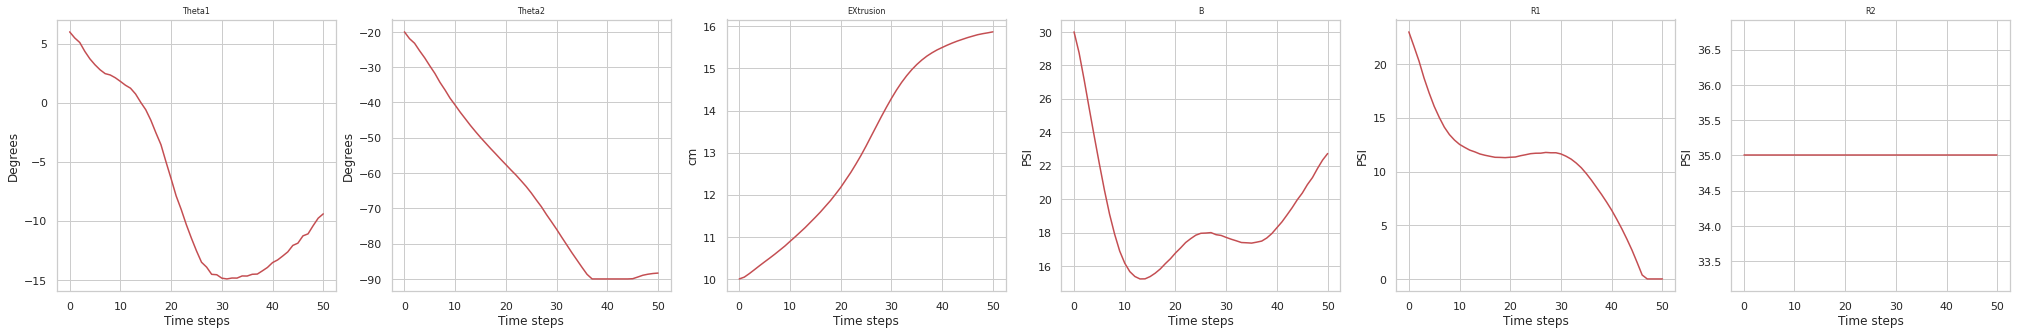 Theta1
Degrees
5
0
−5
−10
−15
0 10 20 30 40 50
Time steps
Theta2
Degrees
−20
−30
−40
−50
−60
−70
−80
−90
0 10 20 30 40 50
Time steps
EXtrusion
cm
16
15
14
13
12
11
10
0 10 20 30 40 50
Time steps
B
PSI
30
28
26
24
22
20
18
16
0 10 20 30 40 50
Time steps
R1
PSI
20
15
10
5
0
0 10 20 30 40 50
Time steps
R2
PSI
36.5
36.0
35.5
35.0
34.5
34.0
33.5
0 10 20 30 40 50
Time steps